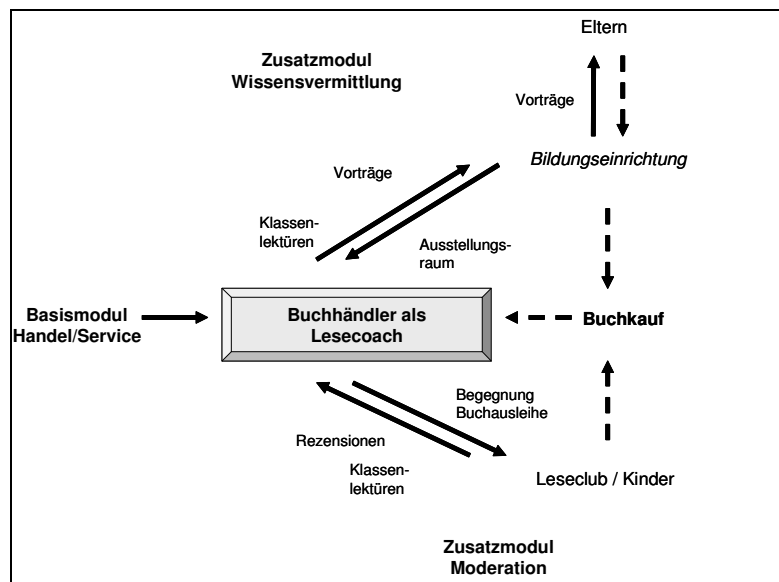 Eltern
Zusatzmodul
Wissensvermittlung
Vorträge
Bildungseinrichtung
Vorträge
Klassen-
lektüren
Ausstellungs-
raum
Basismodul
Handel/Service
Buchhändler als
Lesecoach
Buchkauf
Begegnung
Buchausleihe
Rezensionen
Klassen-
lektüren
Leseclub / Kinder
Zusatzmodul
Moderation